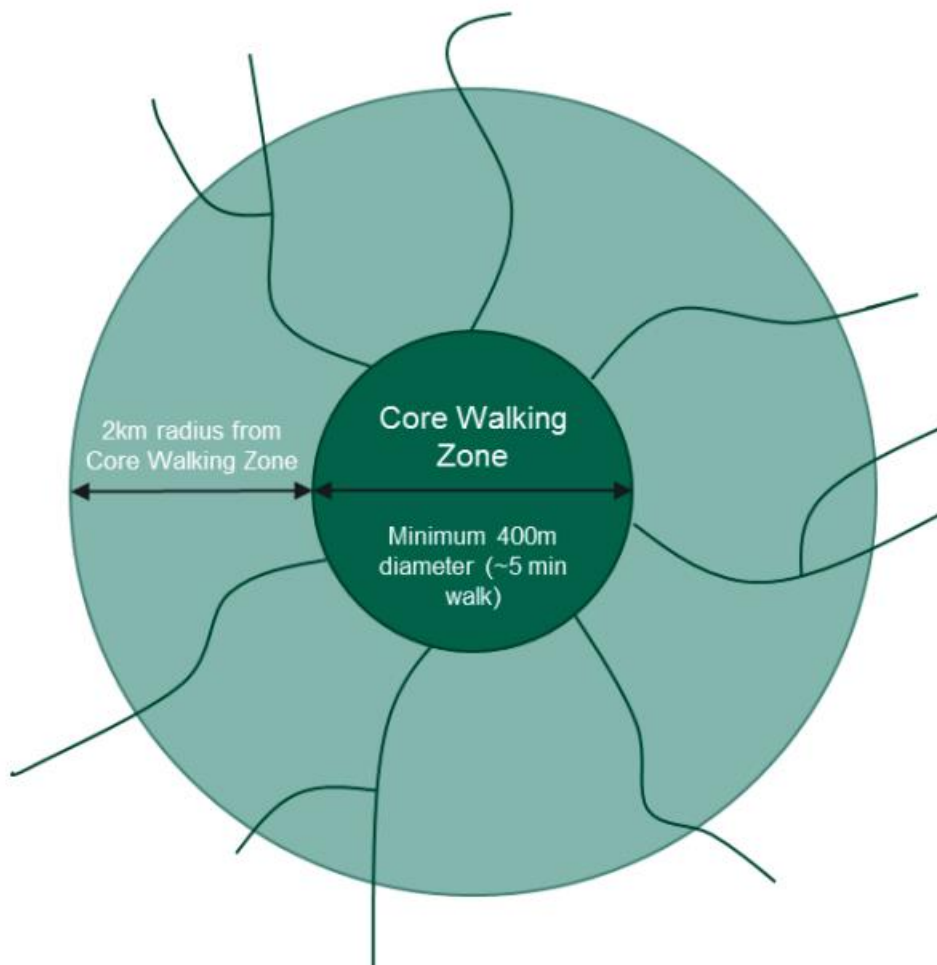 Core Walking
Zone
2km radius from
Core Walking Zone
Minimum 400m
diameter (~5 min
walk)